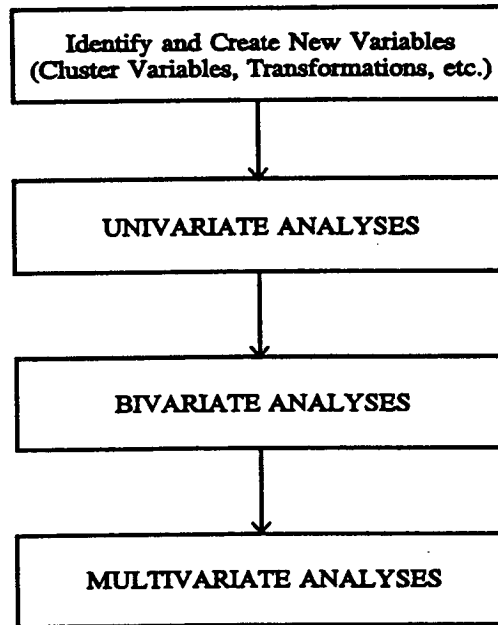 Identify and Create New Variables
(Cluster Variables, Transformations, etc.)
UNIVARIATE ANALYSES
BIVARIATE ANALYSES
MULTIVARIATE ANALYSES